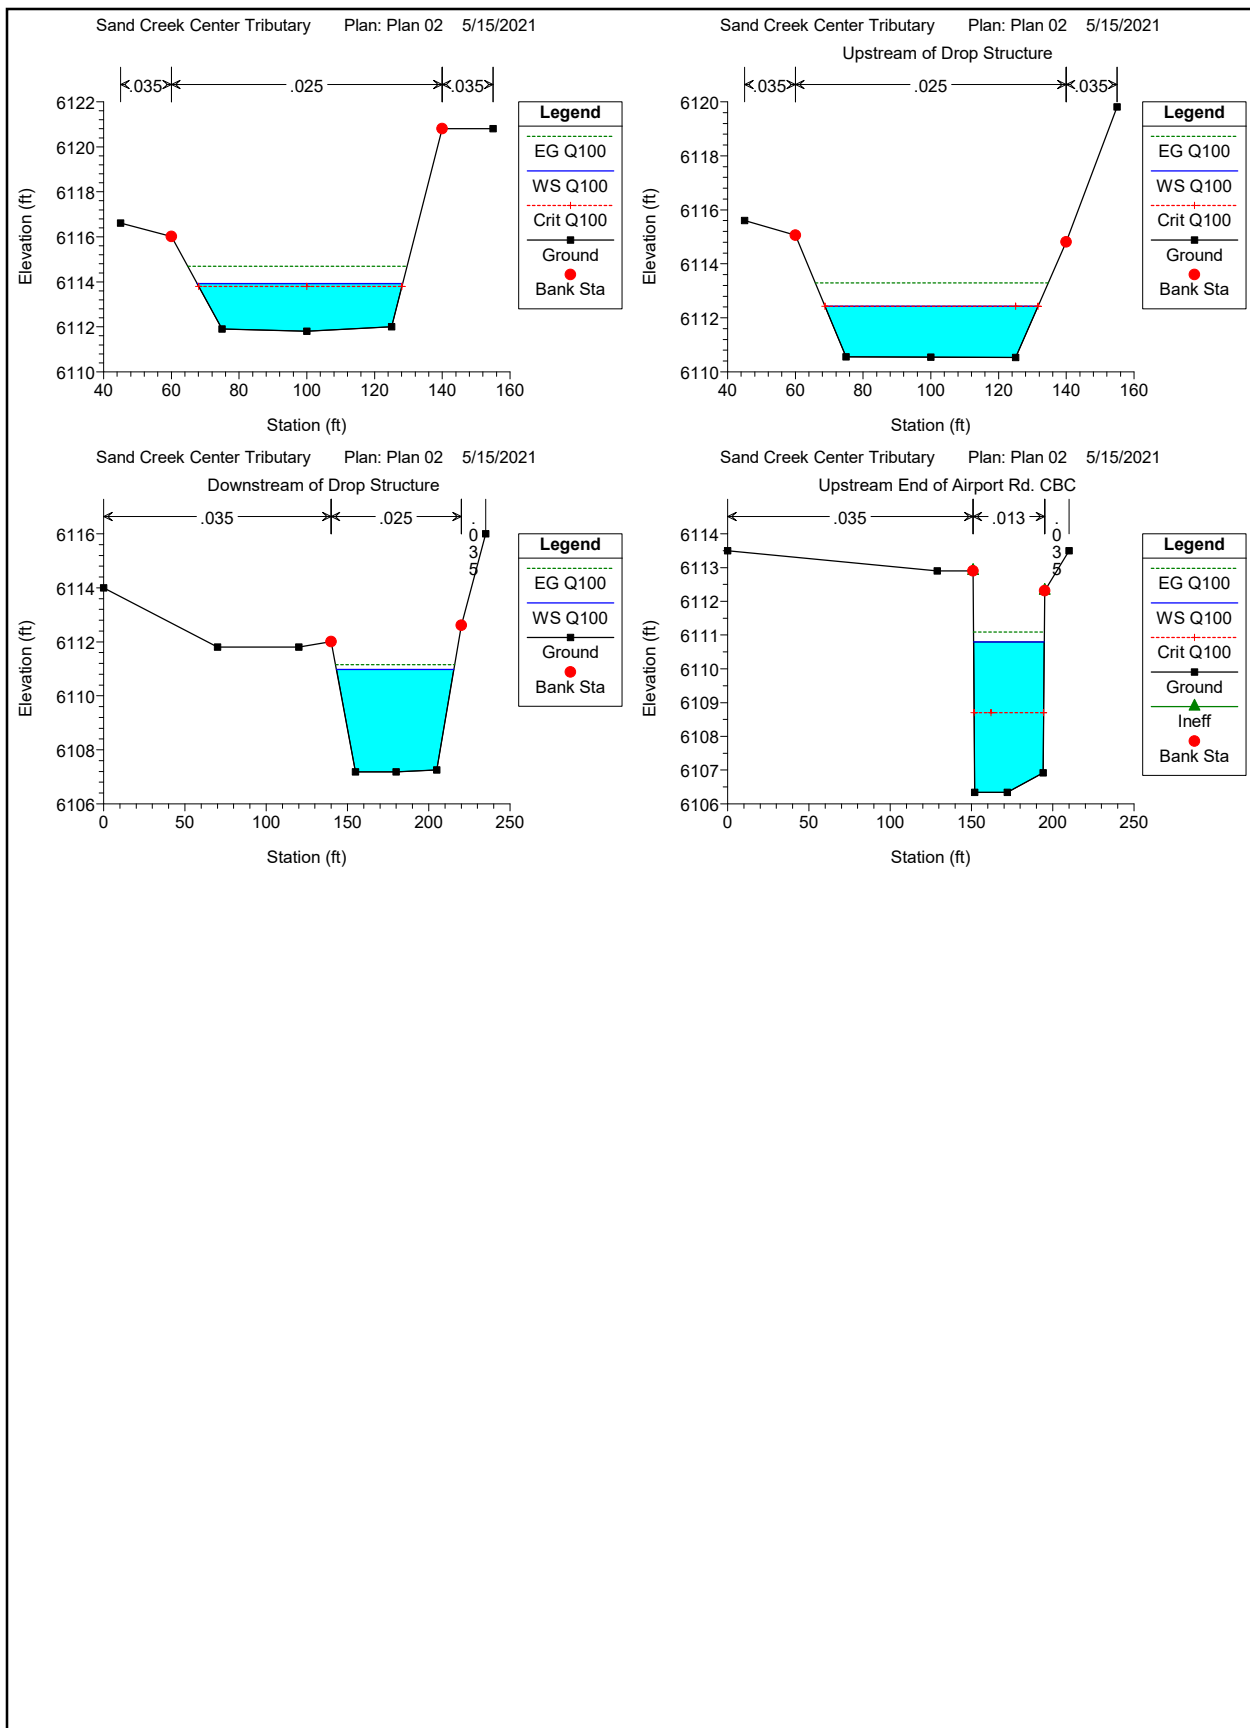 Sand Creek Center Tributary Plan: Plan 02 5/15/2021
.035 .025 .035
6122
6120
6118
6116
6114
6112
6110
Elevation (ft)
40 60 80 100 120 140 160
Station (ft)
Legend
EG Q100
WS Q100
Crit Q100
Ground
Bank Sta
Sand Creek Center Tributary Plan: Plan 02 5/15/2021
Upstream of Drop Structure
.035 .025 .035
6120
6118
6116
6114
6112
6110
Elevation (ft)
40 60 80 100 120 140 160
Station (ft)
Legend
EG Q100
WS Q100
Crit Q100
Ground
Bank Sta
Sand Creek Center Tributary Plan: Plan 02 5/15/2021
Downstream of Drop Structure
.035 .025 .035
6116
6114
6112
6110
6108
6106
Elevation (ft)
0 50 100 150 200 250
Station (ft)
Legend
EG Q100
WS Q100
Ground
Bank Sta
Sand Creek Center Tributary Plan: Plan 02 5/15/2021
Upstream End of Airport Rd. CBC
.035 .013 .035
6114
6113
6112
6111
6110
6109
6108
6107
6106
Elevation (ft)
0 50 100 150 200 250
Station (ft)
Legend
EG Q100
WS Q100
Crit Q100
Ground
Ineff
Bank Sta